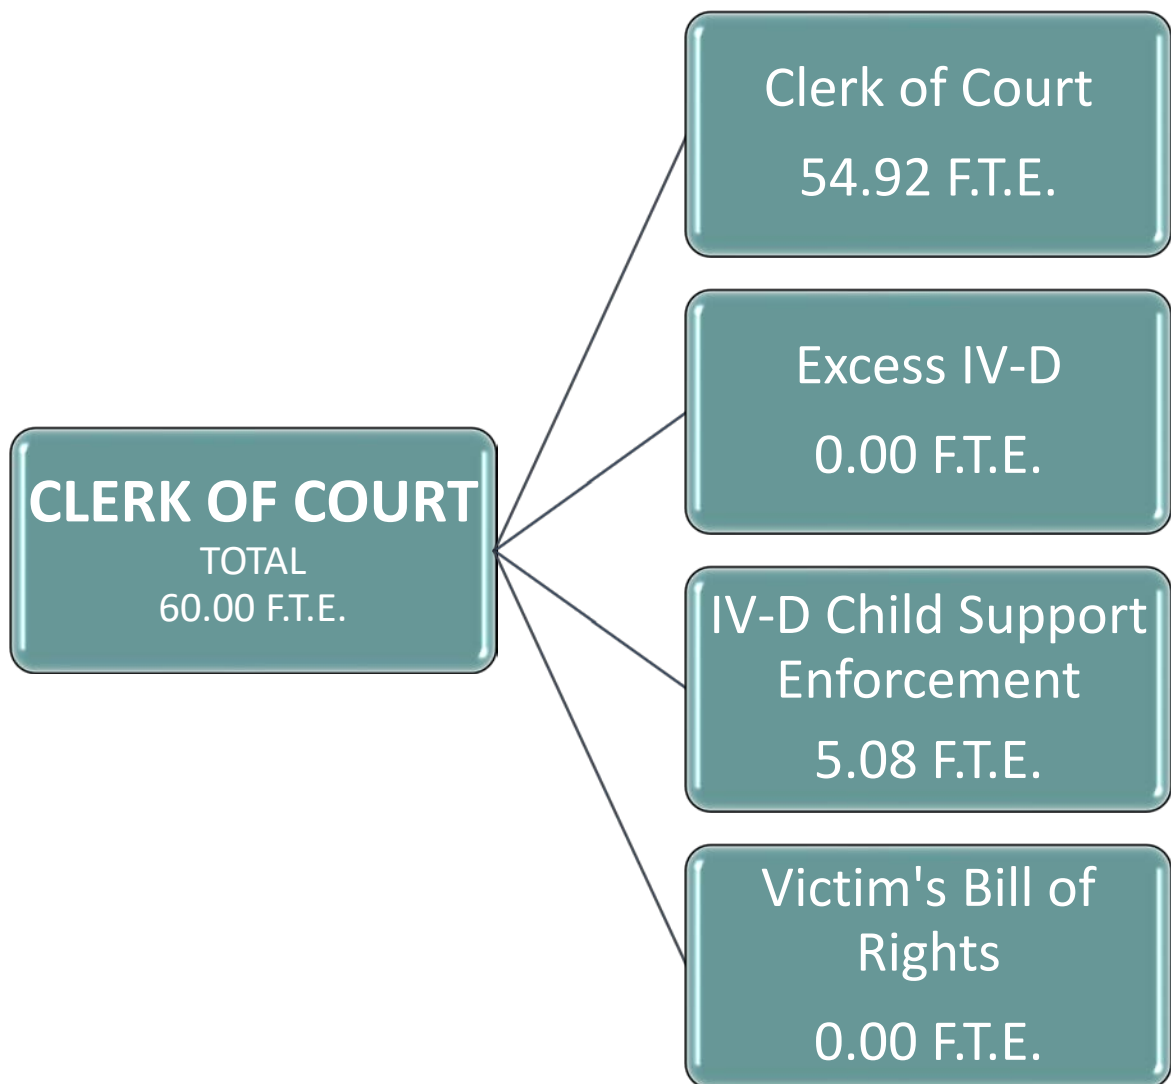 CLERK OF COURT
TOTAL
60.00 F.T.E.
Clerk of Court
54.92 F.T.E.
Excess IV-D
0.00 F.T.E.
IV-D Child Support
Enforcement
5.08 F.T.E.
Victim's Bill of
Rights
0.00 F.T.E.